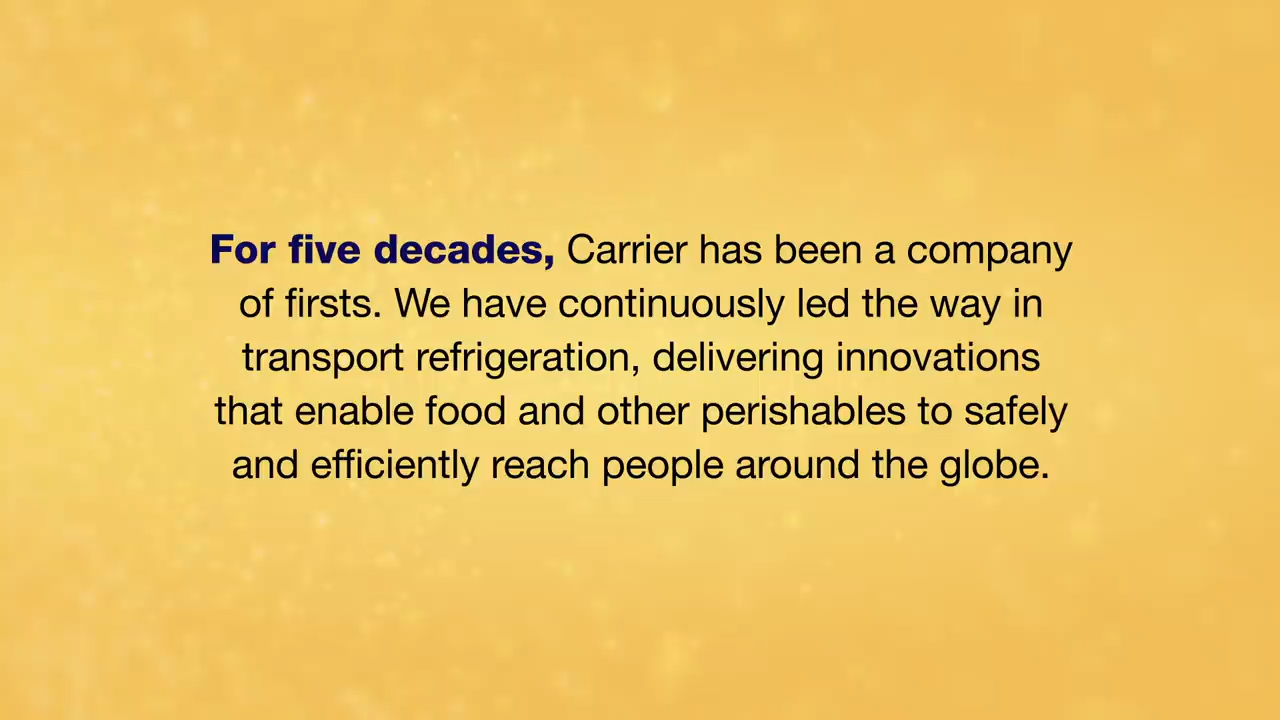 For five decades, Carrier has been a company
of firsts. We have continuously led the way in
transport refrigeration, delivering innovations
that enable food and other perishables to safely
and efficiently reach people around the globe.